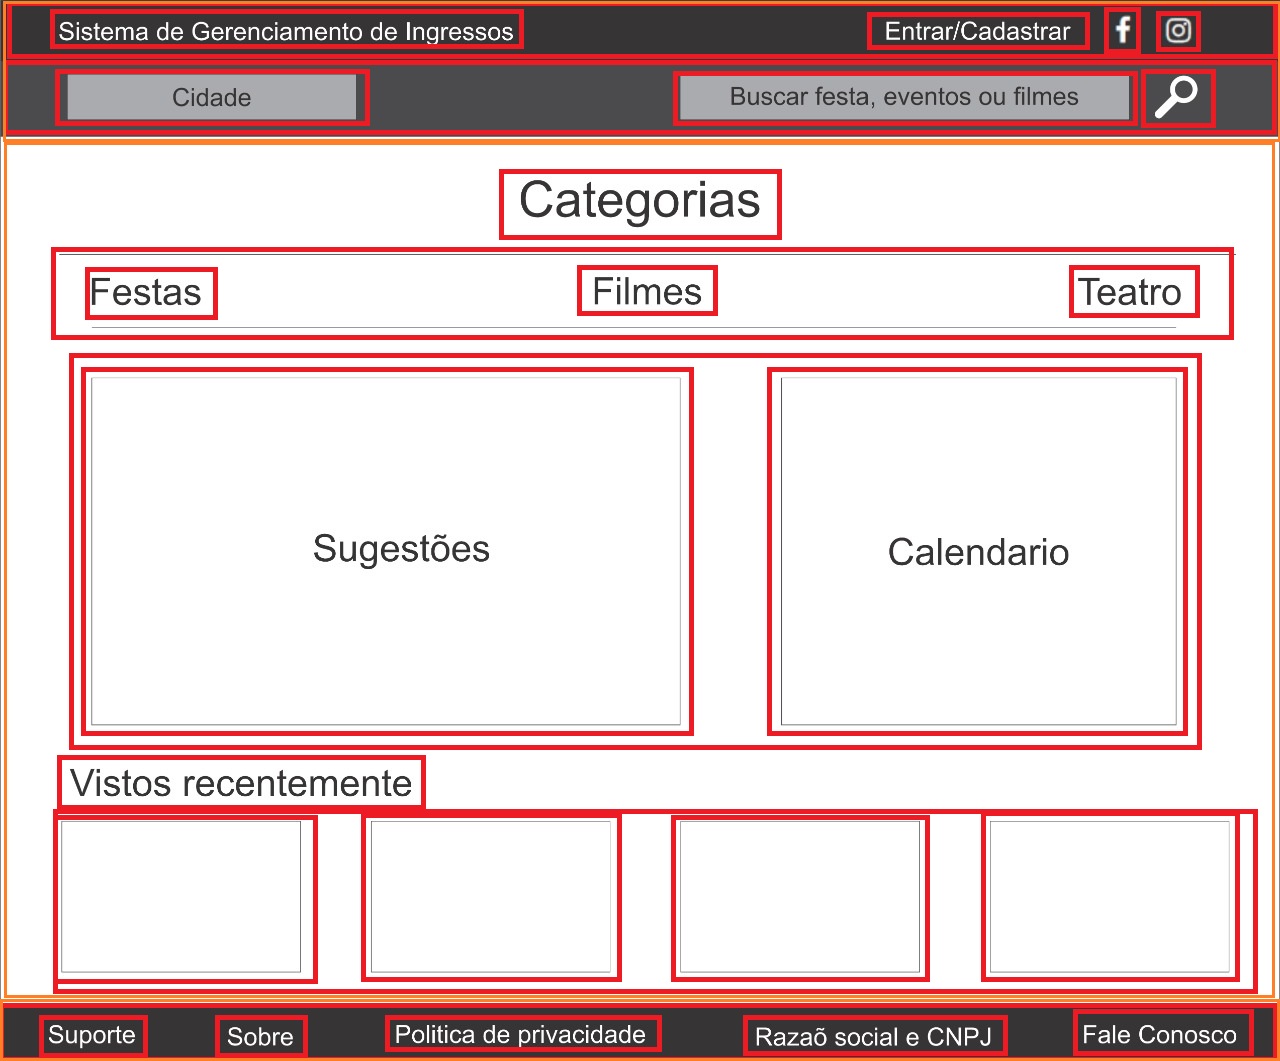 Sistema de Gerenciamento de Ingressos
Entrar/Cadastrar
Cidade
Buscar festa, eventos ou filmes
Categorias
Festas
Filmes
Teatro
Sugestões
Calendario
Vistos recentemente
Suporte
Sobre
Politica de privacidade
Razaõ social e CNPJ
Fale Conosco